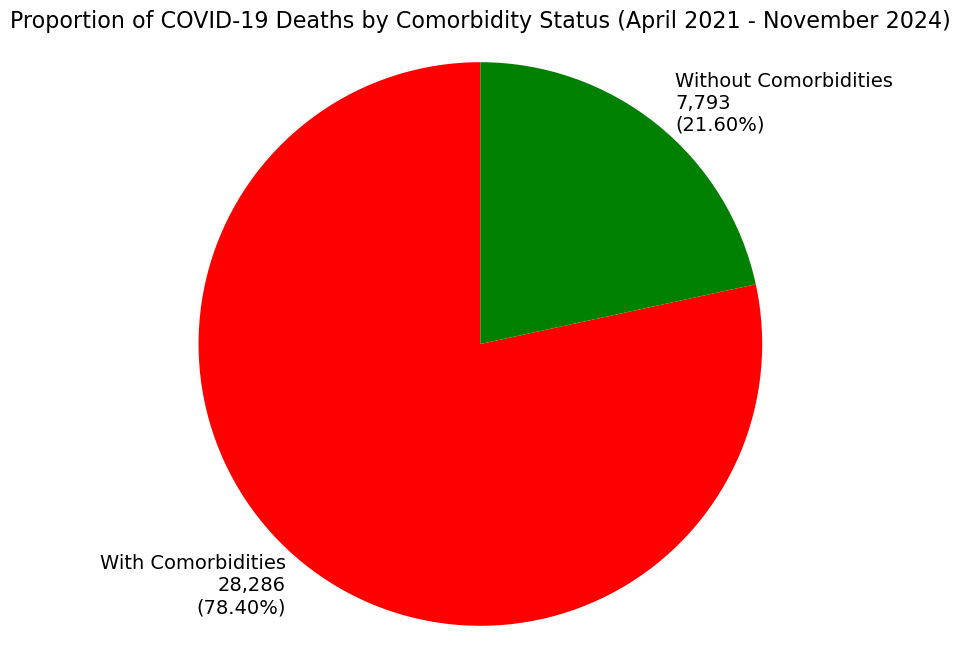 Proportion of COVID-19 Deaths by Comorbidity Status (April 2021 - November 2024)
Without Comorbidities
7,793
(21.60%)
With Comorbidities
28,286
(78.40%)